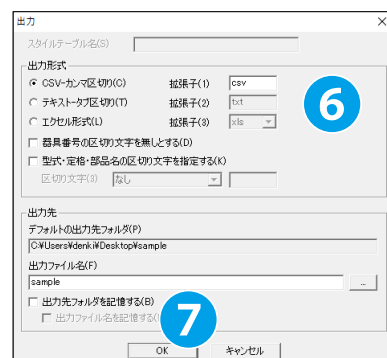 出力
スタイルテーブル名(S)
出力形式
CSV-カンマ区切り(C) 拡張子(1) csv
テキスト-タブ区切り(T) 拡張子(2) txt
エクセル形式(L) 拡張子(3) xls
6
器具番号の区切り文字を無しとする(D)
型式・定格・部品名の区切り文字を指定する(K)
区切り文字(8) なし
出力先
デフォルトの出力先フォルダ(P)
C:¥Users¥denki¥Desktop¥sample
出力ファイル名(F)
sample ...
出力先フォルダを記憶する(B)
出力ファイル名を記憶する
7
OK キャンセル